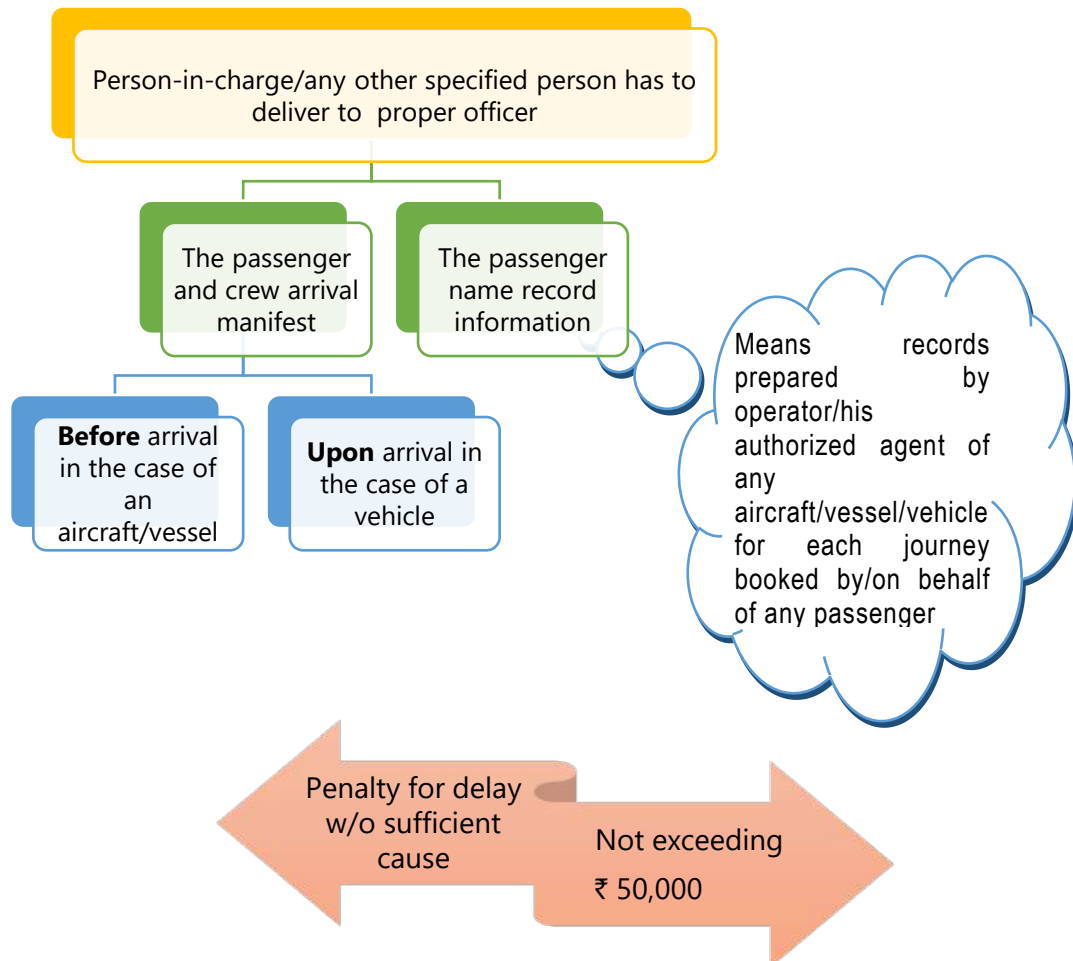 Person-in-charge/any other specified person has to
deliver to proper officer
The passenger
and crew arrival
manifest
The passenger
name record
information
Before arrival
in the case of
an
aircraft/vessel
Upon arrival in
the case of a
vehicle
Means records
prepared by
operator/his
authorized agent of
any
aircraft/vessel/vehicle
for each journey
booked by/on behalf
of any passenger
Penalty for delay
w/o sufficient
cause
Not exceeding
₹ 50,000